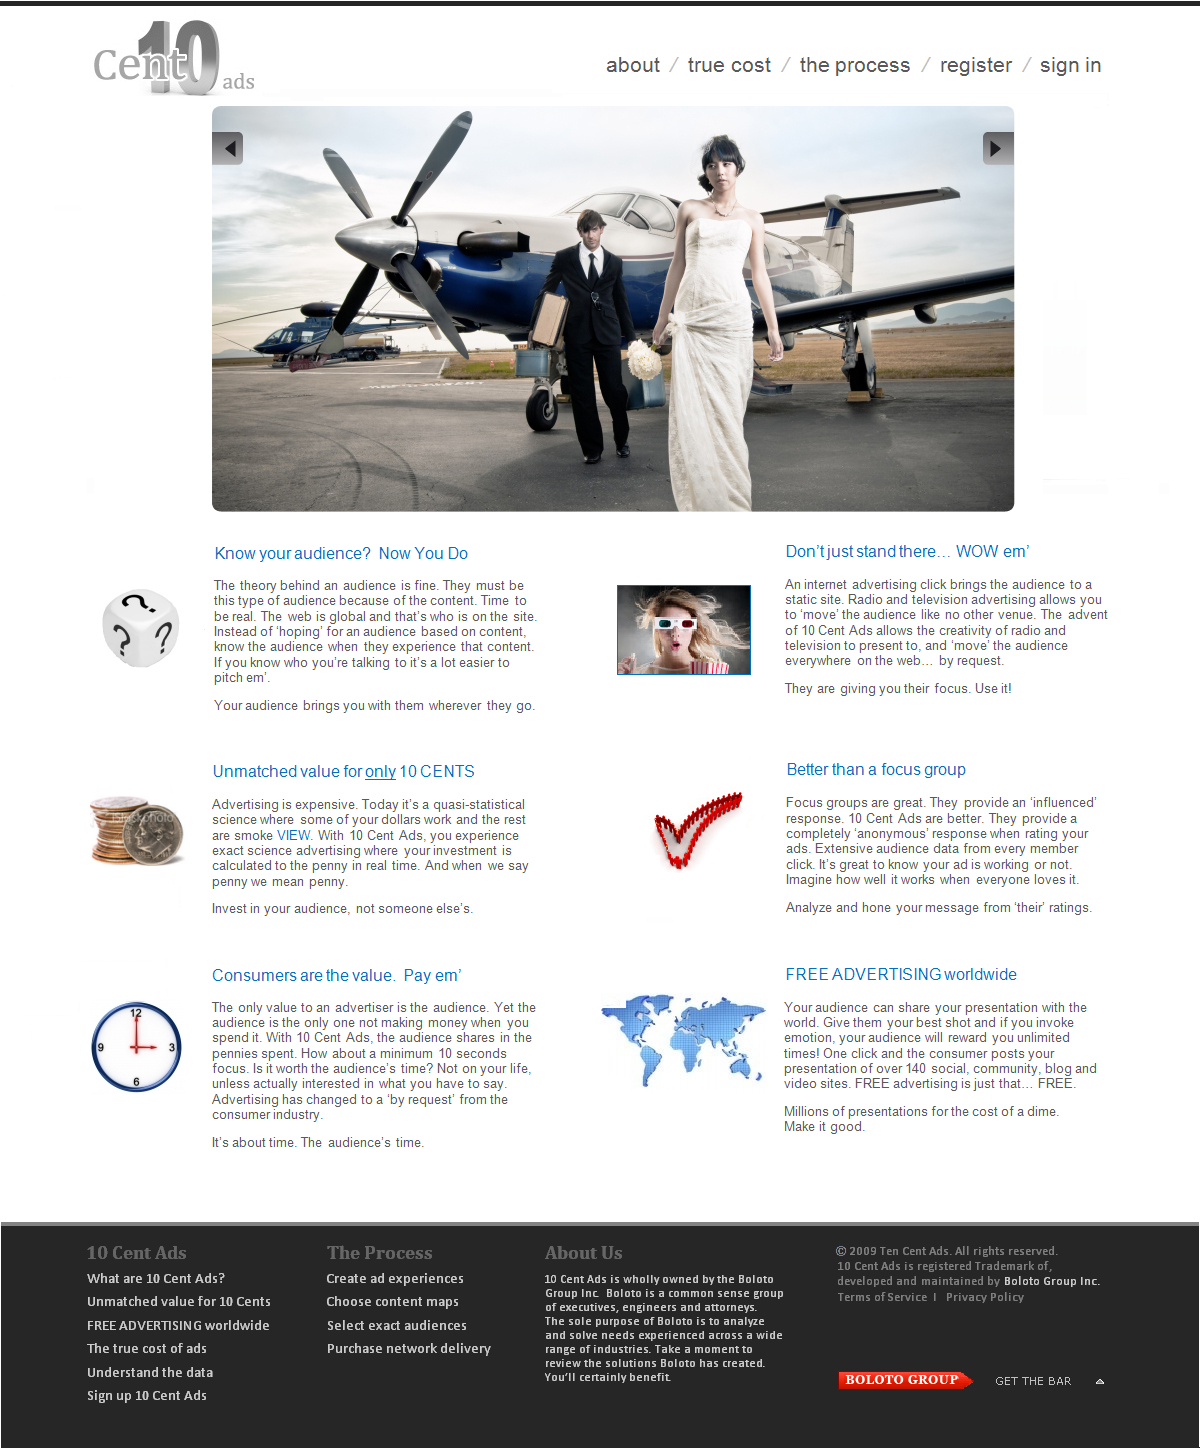 Cent 10 ads
about / true cost / the process / register / sign in
Know your audience? Now You Do
The theory behind an audience is fine. They must be
this type of audience because of the content. Time to
be real. The web is global and that's who is on the site.
Instead of 'hoping' for an audience based on content,
know the audience when they experience that content.
If you know who you're talking to it's a lot easier to
pitch em'.
Your audience brings you with them wherever they go.
Don't just stand there... WOW em'
An internet advertising click brings the audience to a
static site. Radio and television advertising allows you
to 'move' the audience like no other venue. The advent
of 10 Cent Ads allows the creativity of radio and
television to present to, and 'move' the audience
everywhere on the web... by request.
They are giving you their focus. Use it!
Unmatched value for only 10 CENTS
Advertising is expensive. Today it's a quasi-statistical
science where some of your dollars work and the rest
are smoke VIEW. With 10 Cent Ads, you experience
exact science advertising where your investment is
calculated to the penny in real time. And when we say
penny we mean penny.
Invest in your audience, not someone else's.
Better than a focus group
Focus groups are great. They provide an 'influenced'
response. 10 Cent Ads are better. They provide a
completely 'anonymous' response when rating your
ads. Extensive audience data from every member
click. It's great to know your ad is working or not.
Imagine how well it works when everyone loves it.
Analyze and hone your message from 'their' ratings.
Consumers are the value. Pay em'
The only value to an advertiser is the audience. Yet the
audience is the only one not making money when you
spend it. With 10 Cent Ads, the audience shares in the
pennies spent. How about a minimum 10 seconds
focus. Is it worth the audience's time? Not on your life,
unless actually interested in what you have to say.
Advertising has changed to a 'by request' from the
consumer industry.
It's about time. The audience's time.
12
9
3
6
FREE ADVERTISING worldwide
Your audience can share your presentation with the
world. Give them your best shot and if you invoke
emotion, your audience will reward you unlimited
times! One click and the consumer posts your
presentation of over 140 social, community, blog and
video sites. FREE advertising is just that... FREE.
Millions of presentations for the cost of a dime.
Make it good.
10 Cent Ads
What are 10 Cent Ads?
Unmatched value for 10 Cents
FREE ADVERTISING worldwide
The true cost of ads
Understand the data
Sign up 10 Cent Ads
The Process
Create ad experiences
Choose content maps
Select exact audiences
Purchase network delivery
About Us
10 Cent Ads is wholly owned by the Boloto
Group Inc. Boloto is a common sense group
of executives, engineers and attorneys.
The sole purpose of Boloto is to analyze
and solve needs experienced across a wide
range of industries. Take a moment to
review the solutions Boloto has created.
You'll certainly benefit.
© 2009 Ten Cent Ads. All rights reserved.
10 Cent Ads is registered Trademark of,
developed and maintained by Boloto Group Inc.
Terms of Service I Privacy Policy
BOLOTO GROUP GET THE BAR